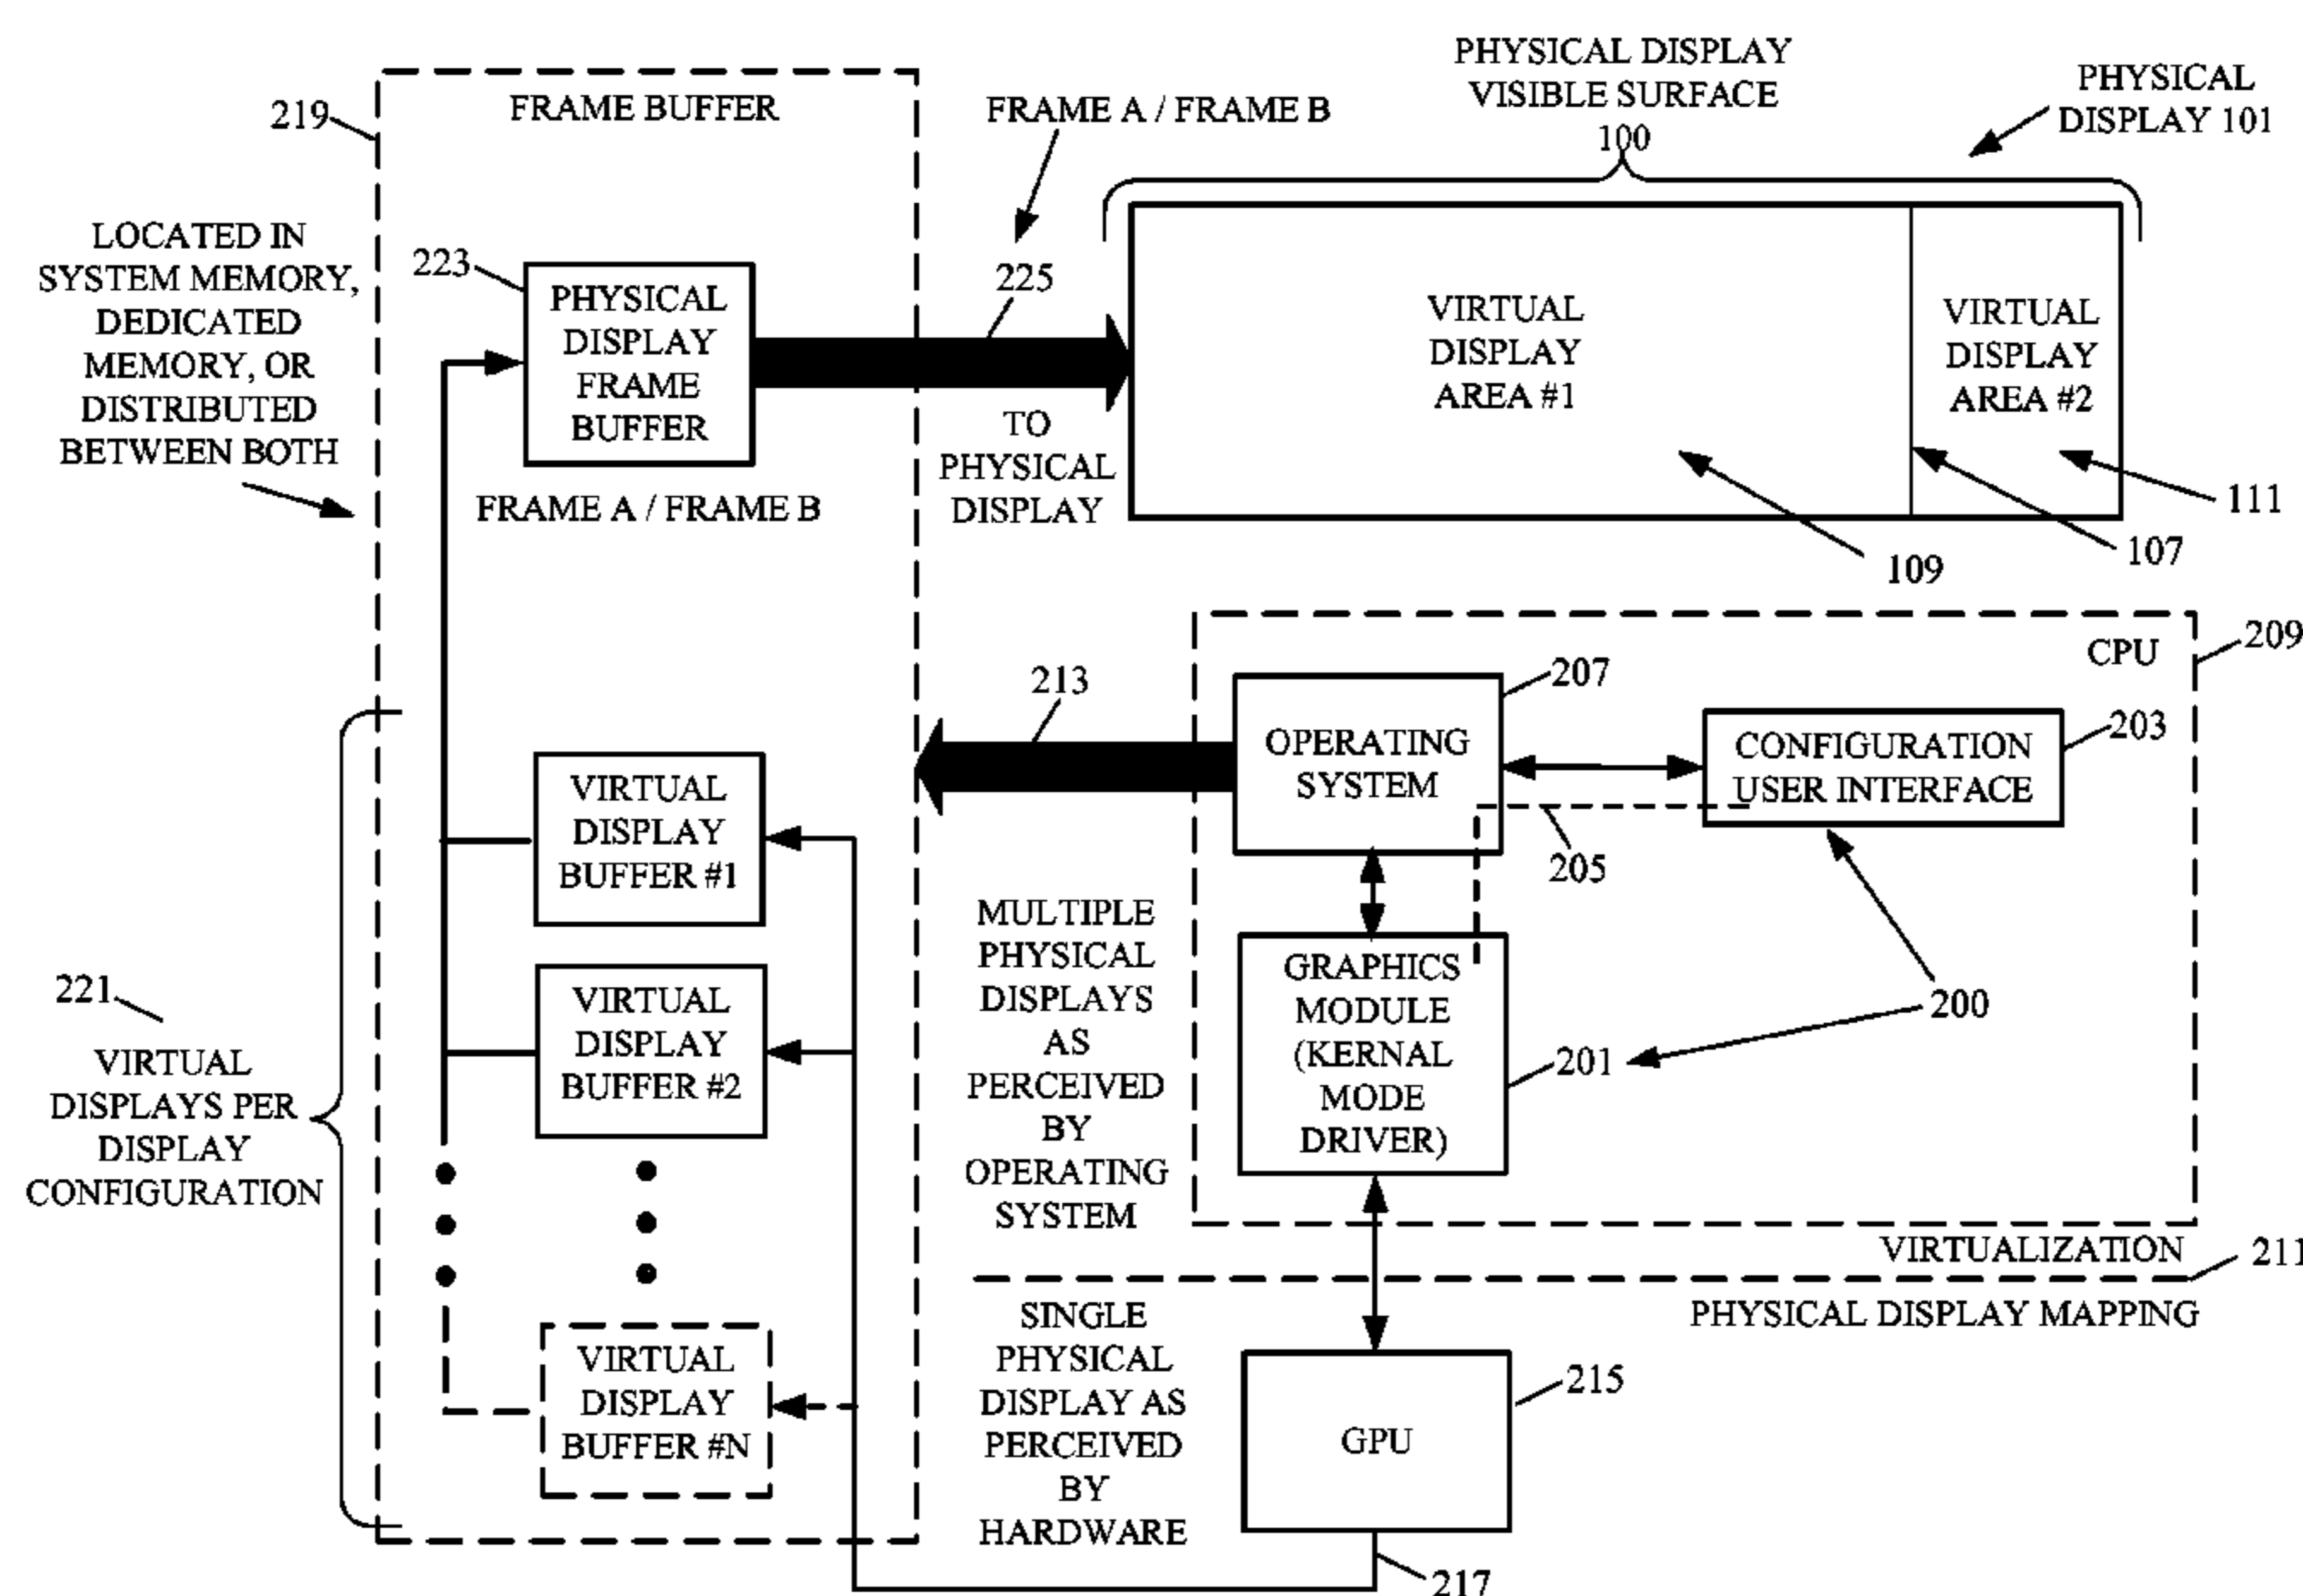 PHYSICAL DISPLAY
VISIBLE SURFACE
100
PHYSICAL
DISPLAY 101
219
FRAME BUFFER
FRAME A / FRAME B
LOCATED IN
SYSTEM MEMORY,
DEDICATED
MEMORY, OR
DISTRIBUTED
BETWEEN BOTH
223
PHYSICAL
DISPLAY
FRAME
BUFFER
FRAME A / FRAME B
225
TO
PHYSICAL
DISPLAY
VIRTUAL
DISPLAY
AREA #1
VIRTUAL
DISPLAY
AREA #2
111
107
109
CPU
209
213
207
OPERATING
SYSTEM
203
CONFIGURATION
USER INTERFACE
205
VIRTUAL
DISPLAY
BUFFER #1
MULTIPLE
PHYSICAL
DISPLAYS
AS
PERCEIVED
BY
OPERATING
SYSTEM
GRAPHICS
MODULE
(KERNAL
MODE
DRIVER)
201
200
221
VIRTUAL
DISPLAYS PER
DISPLAY
CONFIGURATION
VIRTUAL
DISPLAY
BUFFER #2
VIRTUALIZATION
211
PHYSICAL DISPLAY MAPPING
SINGLE
PHYSICAL
DISPLAY AS
PERCEIVED
BY
HARDWARE
VIRTUAL
DISPLAY
BUFFER #N
215
GPU
217